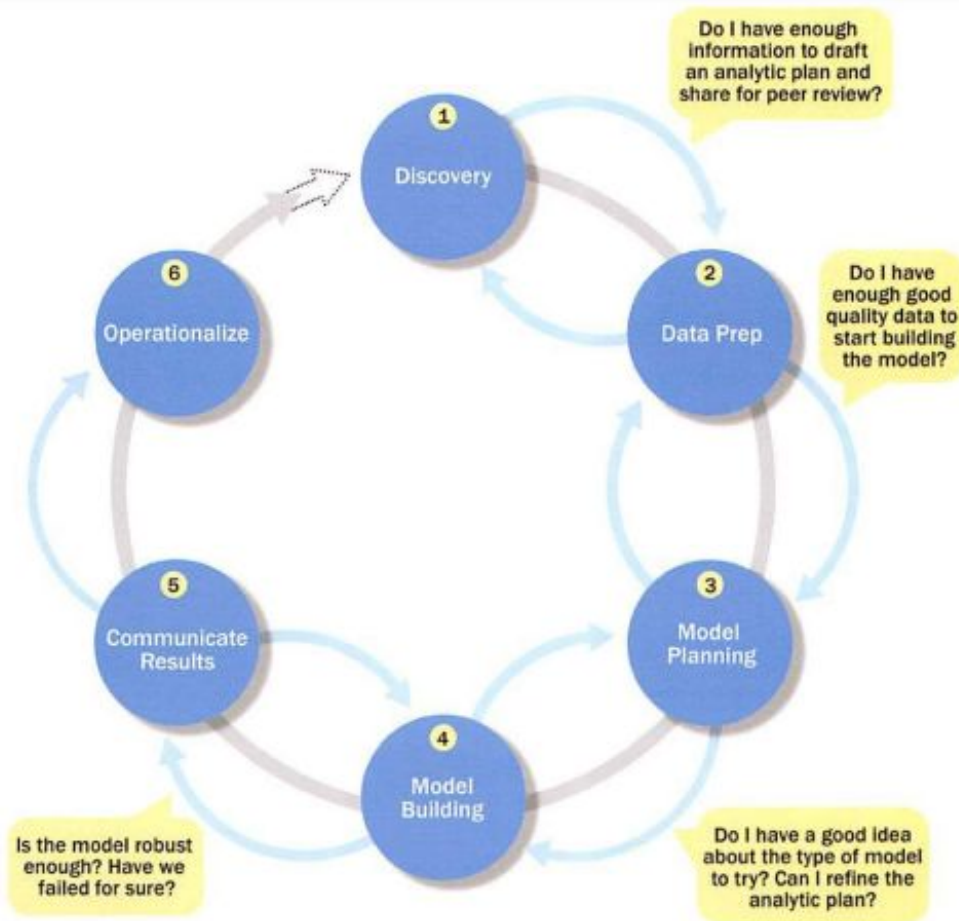 Do I have enough
information to draft
an analytic plan and
share for peer review?
1
Discovery
2
Data Prep
Do I have
enough good
quality data to
start building
the model?
3
Model
Planning
Do I have a good idea
about the type of model
to try? Can I refine the
analytic plan?
4
Model
Building
Is the model robust
enough? Have we
failed for sure?
5
Communicate
Results
6
Operationalize